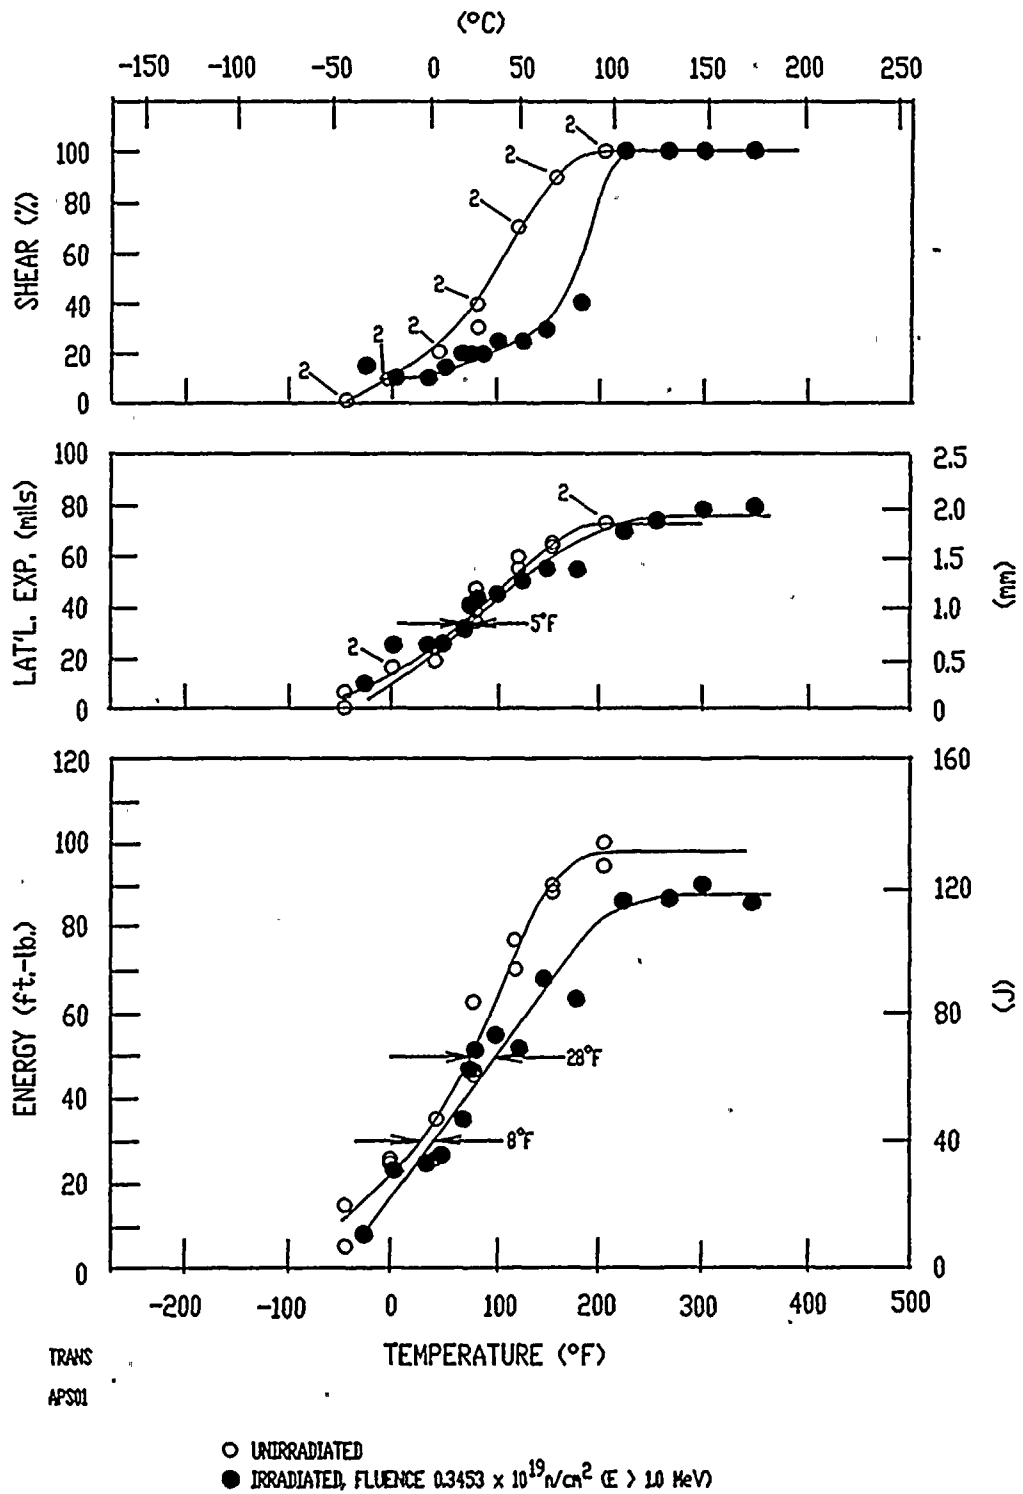 (°C)
-150 -100 -50 0 50 100 150 200 250
SHEAR (%)
100
80
60
40
20
0
2
2
2
2
2
2
2
LAT'L. EXP. (mils)
100
80
60
40
20
0
2
2
5°F
2.5
2.0
1.5
1.0
0.5
0
(mm)
ENERGY (ft.-lb.)
120
100
80
60
40
20
0
28°F
8°F
160
120
80
40
0
(J)
-200 -100 0 100 200 300 400 500
TEMPERATURE (°F)
TRANS
APS01
○ UNIRRADIATED
● IRRADIATED, FLUENCE 0.3453 x 10¹⁹n/cm² (E > 1.0 MeV)